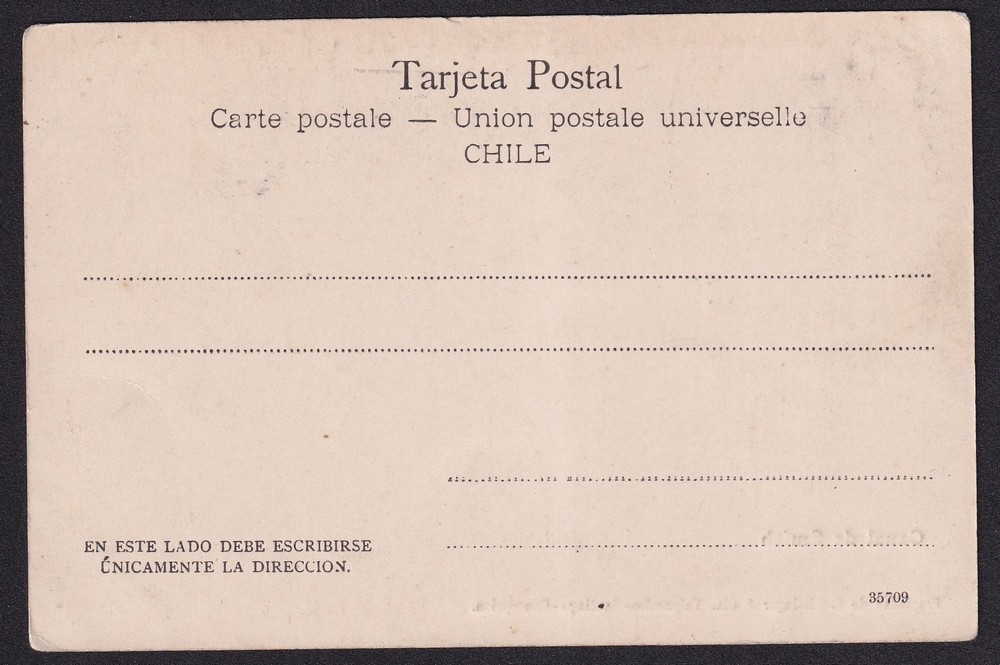 Tarjeta Postal
Carte postale — Union postale universelle
CHILE
EN ESTE LADO DEBE ESCRIBIRSE
ÚNICAMENTE LA DIRECCION.
35709